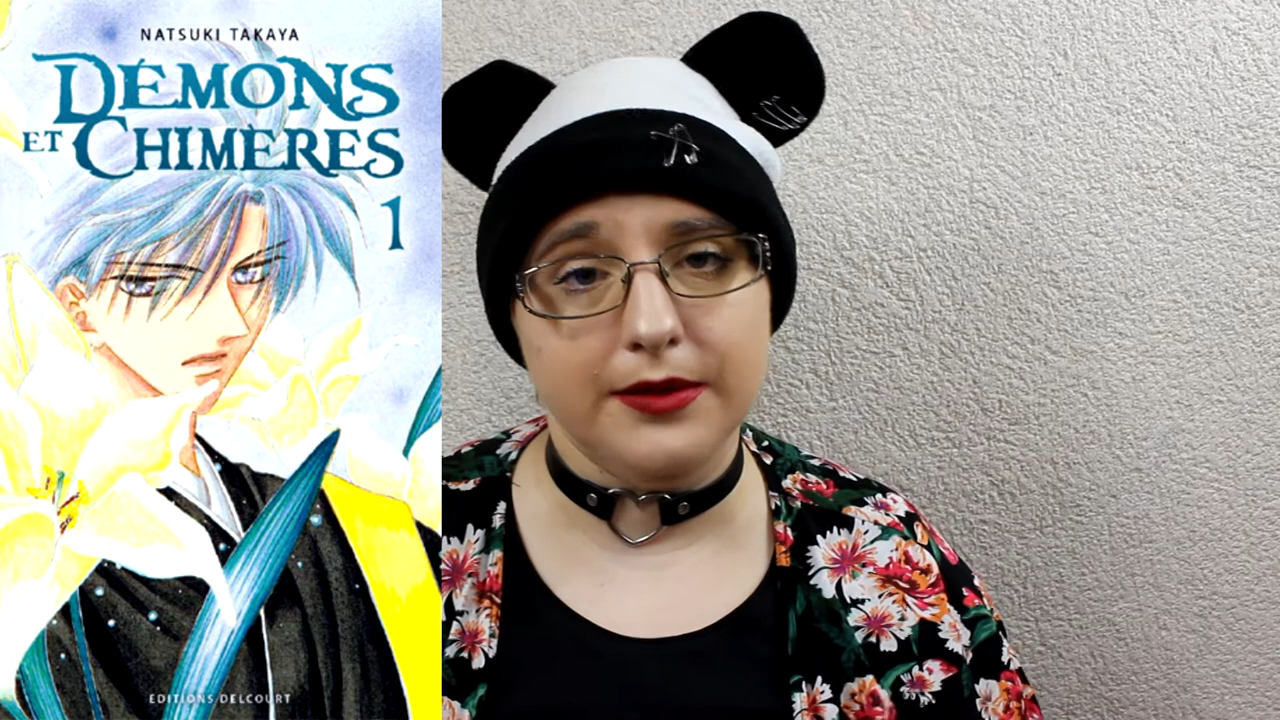 NATSUKI TAKAYA
DÉMONS
ET CHIMÈRES
1
EDITIONS DELCOURT